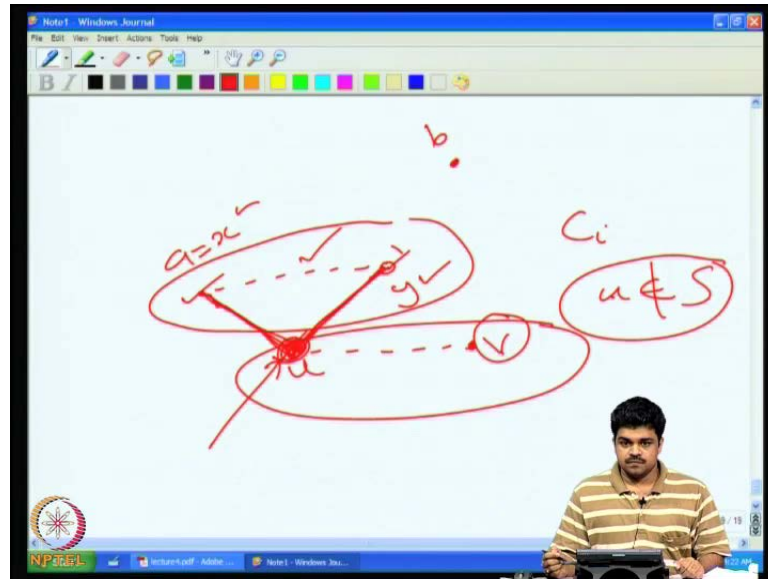 Note1 - Windows Journal
File Edit View Insert Actions Tools Help
B I
b
a = x
y
u
v
Ci
u ∉ S
NPTEL
lecture4.pdf - Adobe ...
Note1 - Windows Jou...